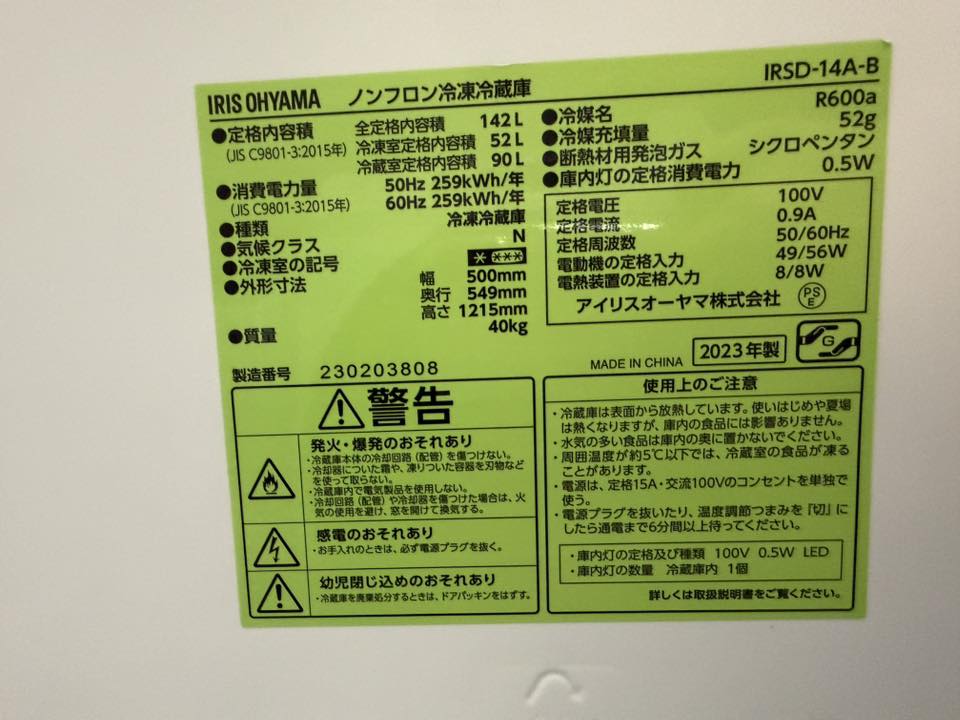 IRIS OHYAMA ノンフロン冷凍冷蔵庫
IRSD-14A-B
●定格内容積 全定格内容積 142L
(JIS C9801-3:2015年) 冷凍室定格内容積 52L
冷蔵室定格内容積 90L
●消費電力量 50Hz 259kWh/年
(JIS C9801-3:2015年) 60Hz 259kWh/年
●種類 冷凍冷蔵庫
●気候クラス N
●冷凍室の記号 * ***
●外形寸法 幅 500mm
奥行 549mm
高さ 1215mm
●質量 40kg
製造番号 230203808
●冷媒名 R600a
●冷媒充填量 52g
●断熱材用発泡ガス シクロペンタン
●庫内灯の定格消費電力 0.5W
定格電圧 100V
定格電流 0.9A
定格周波数 50/60Hz
電動機の定格入力 49/56W
電熱装置の定格入力 8/8W
アイリスオーヤマ株式会社 PSE
MADE IN CHINA 2023年製 G
警告
発火・爆発のおそれあり
・冷蔵庫本体の冷却回路(配管)を傷つけない。
・冷却器についた霜や、凍りついた容器を刃物など
を使って取らない。
・冷蔵庫内で電気製品を使用しない。
・冷却回路(配管)や冷却器を傷つけた場合は、火
気の使用を避け、窓を開けて換気する。
感電のおそれあり
・お手入れのときは、必ず電源プラグを抜く。
幼児閉じ込めのおそれあり
・冷蔵庫を廃棄処分するときは、ドアパッキンをはずす。
使用上のご注意
・冷蔵庫は表面から放熱しています。使いはじめや夏場
は熱くなりますが、庫内の食品には影響ありません。
・水気の多い食品は庫内の奥に置かないでください。
・周囲温度が約5℃以下では、冷蔵室の食品が凍る
ことがあります。
・電源は、定格15A・交流100Vのコンセントを単独で
使う。
・電源プラグを抜いたり、温度調節つまみを「切」に
したら通電まで6分間以上待ってください。
・庫内灯の定格及び種類 100V 0.5W LED
・庫内灯の数量 冷蔵庫内 1個
詳しくは取扱説明書をご覧ください。